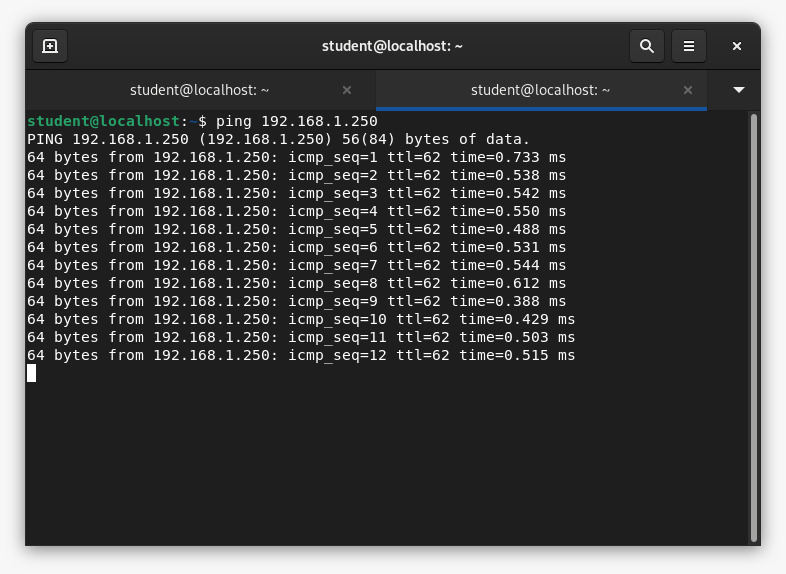 student@localhost: ~
student@localhost: ~
student@localhost: ~
student@localhost:~$ ping 192.168.1.250
PING 192.168.1.250 (192.168.1.250) 56(84) bytes of data.
64 bytes from 192.168.1.250: icmp_seq=1 ttl=62 time=0.733 ms
64 bytes from 192.168.1.250: icmp_seq=2 ttl=62 time=0.538 ms
64 bytes from 192.168.1.250: icmp_seq=3 ttl=62 time=0.542 ms
64 bytes from 192.168.1.250: icmp_seq=4 ttl=62 time=0.550 ms
64 bytes from 192.168.1.250: icmp_seq=5 ttl=62 time=0.488 ms
64 bytes from 192.168.1.250: icmp_seq=6 ttl=62 time=0.531 ms
64 bytes from 192.168.1.250: icmp_seq=7 ttl=62 time=0.544 ms
64 bytes from 192.168.1.250: icmp_seq=8 ttl=62 time=0.612 ms
64 bytes from 192.168.1.250: icmp_seq=9 ttl=62 time=0.388 ms
64 bytes from 192.168.1.250: icmp_seq=10 ttl=62 time=0.429 ms
64 bytes from 192.168.1.250: icmp_seq=11 ttl=62 time=0.503 ms
64 bytes from 192.168.1.250: icmp_seq=12 ttl=62 time=0.515 ms